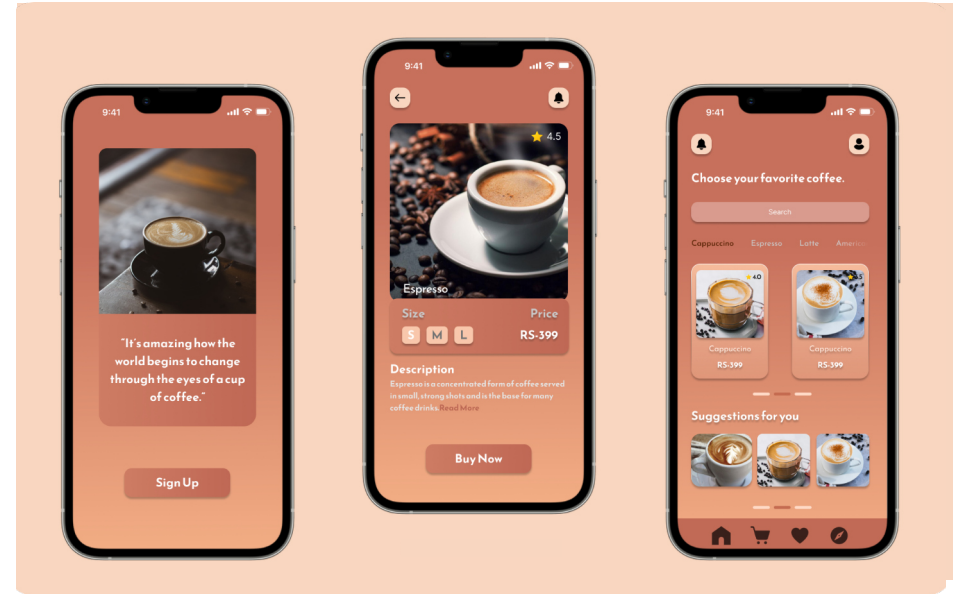 9:41
"It's amazing how the
world begins to change
through the eyes of a cup
of coffee."
Sign Up
9:41
4.5
Espresso
Size Price
S M L RS-399
Description
Espresso is a concentrated form of coffee served
in small, strong shots and is the base for many
coffee drinks Read More
Buy Now
9:41
Choose your favorite coffee.
Search
Cappuccino Espresso Latte America
4.0
Cappuccino Cappuccino
RS-399 RS-399
Suggestions for you